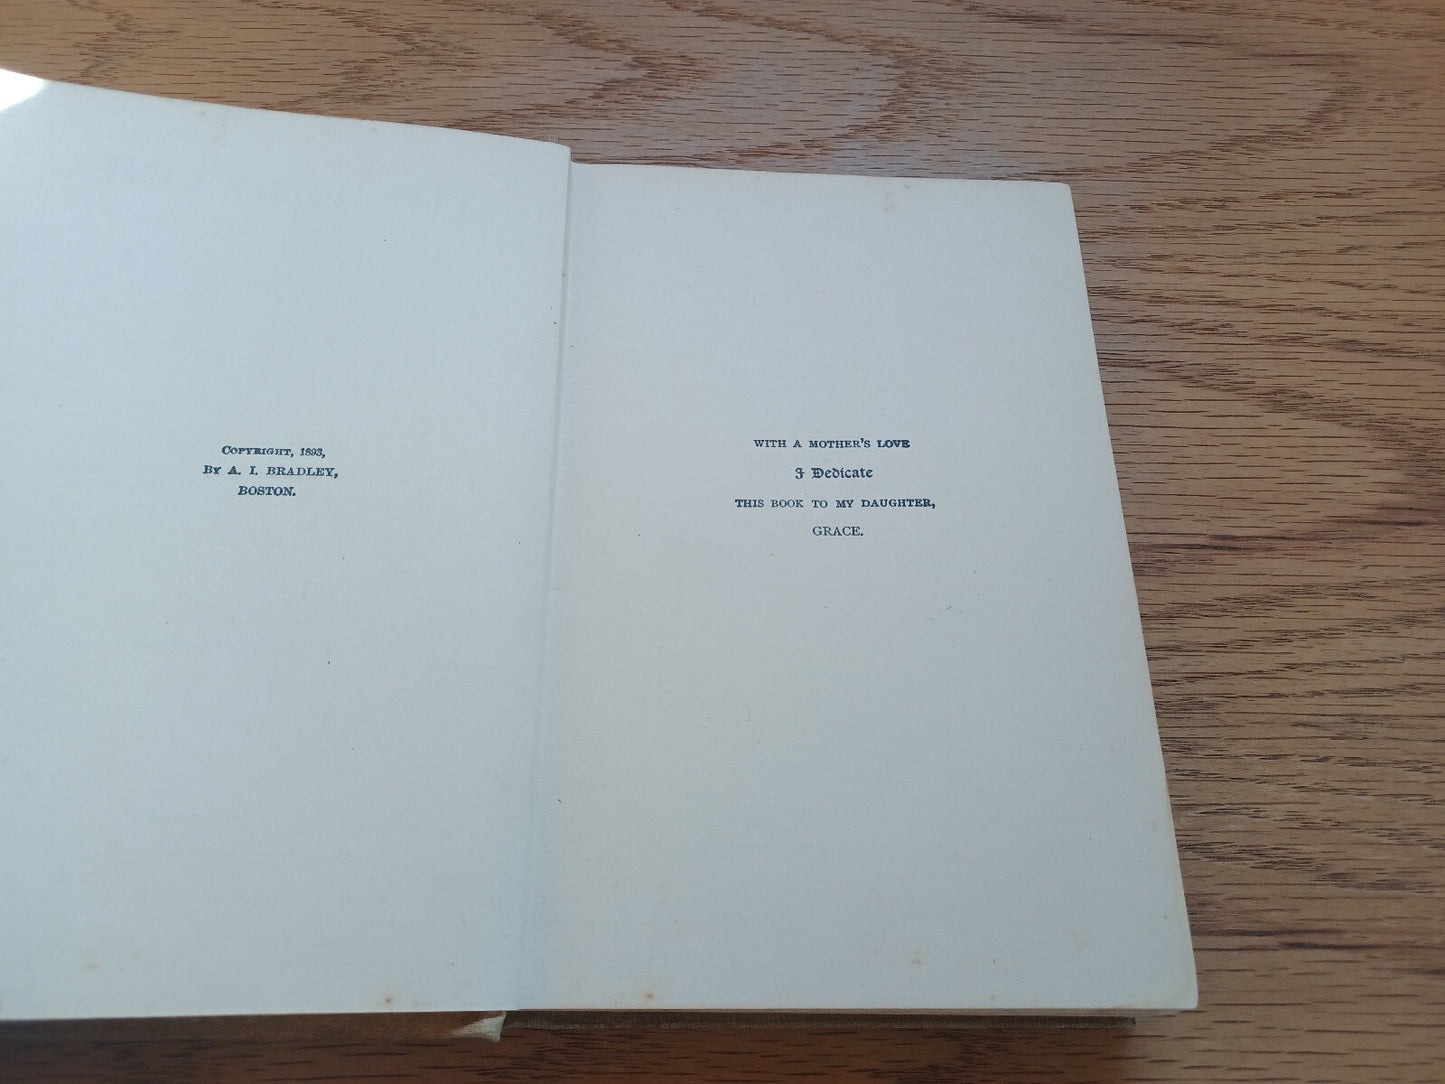 Copyright, 1893,
By A. I. BRADLEY,
BOSTON.
WITH A MOTHER'S LOVE
I Dedicate
THIS BOOK TO MY DAUGHTER,
GRACE.